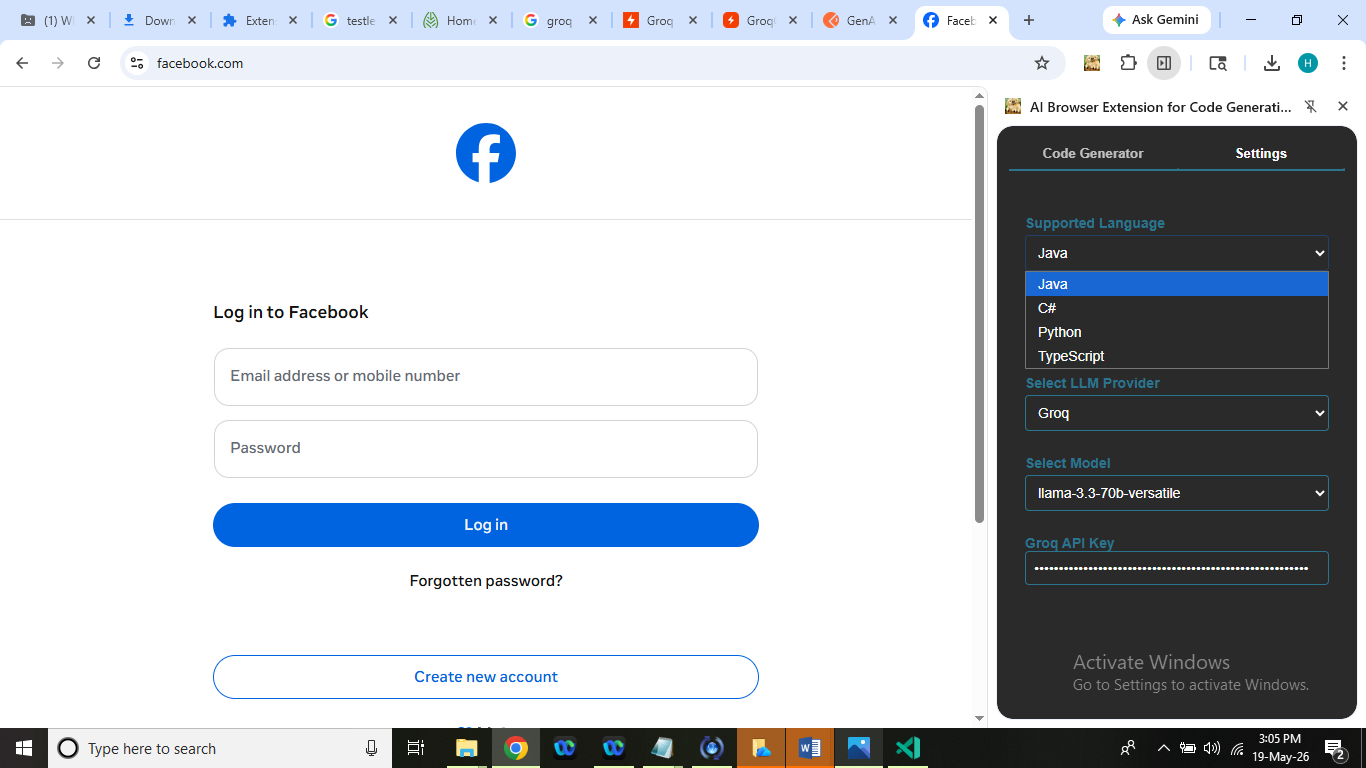 (1) W
Down
Exten
testle
Home
groq
Groq
Groq
GenA
Faceb
Ask Gemini
facebook.com
H
AI Browser Extension for Code Generati...
Code Generator Settings
Supported Language
Java
Java
C#
Python
TypeScript
Select LLM Provider
Groq
Select Model
llama-3.3-70b-versatile
Groq API Key
Log in to Facebook
Email address or mobile number
Password
Log in
Forgotten password?
Create new account
Activate Windows
Go to Settings to activate Windows.
Type here to search
3:05 PM
19-May-26
2